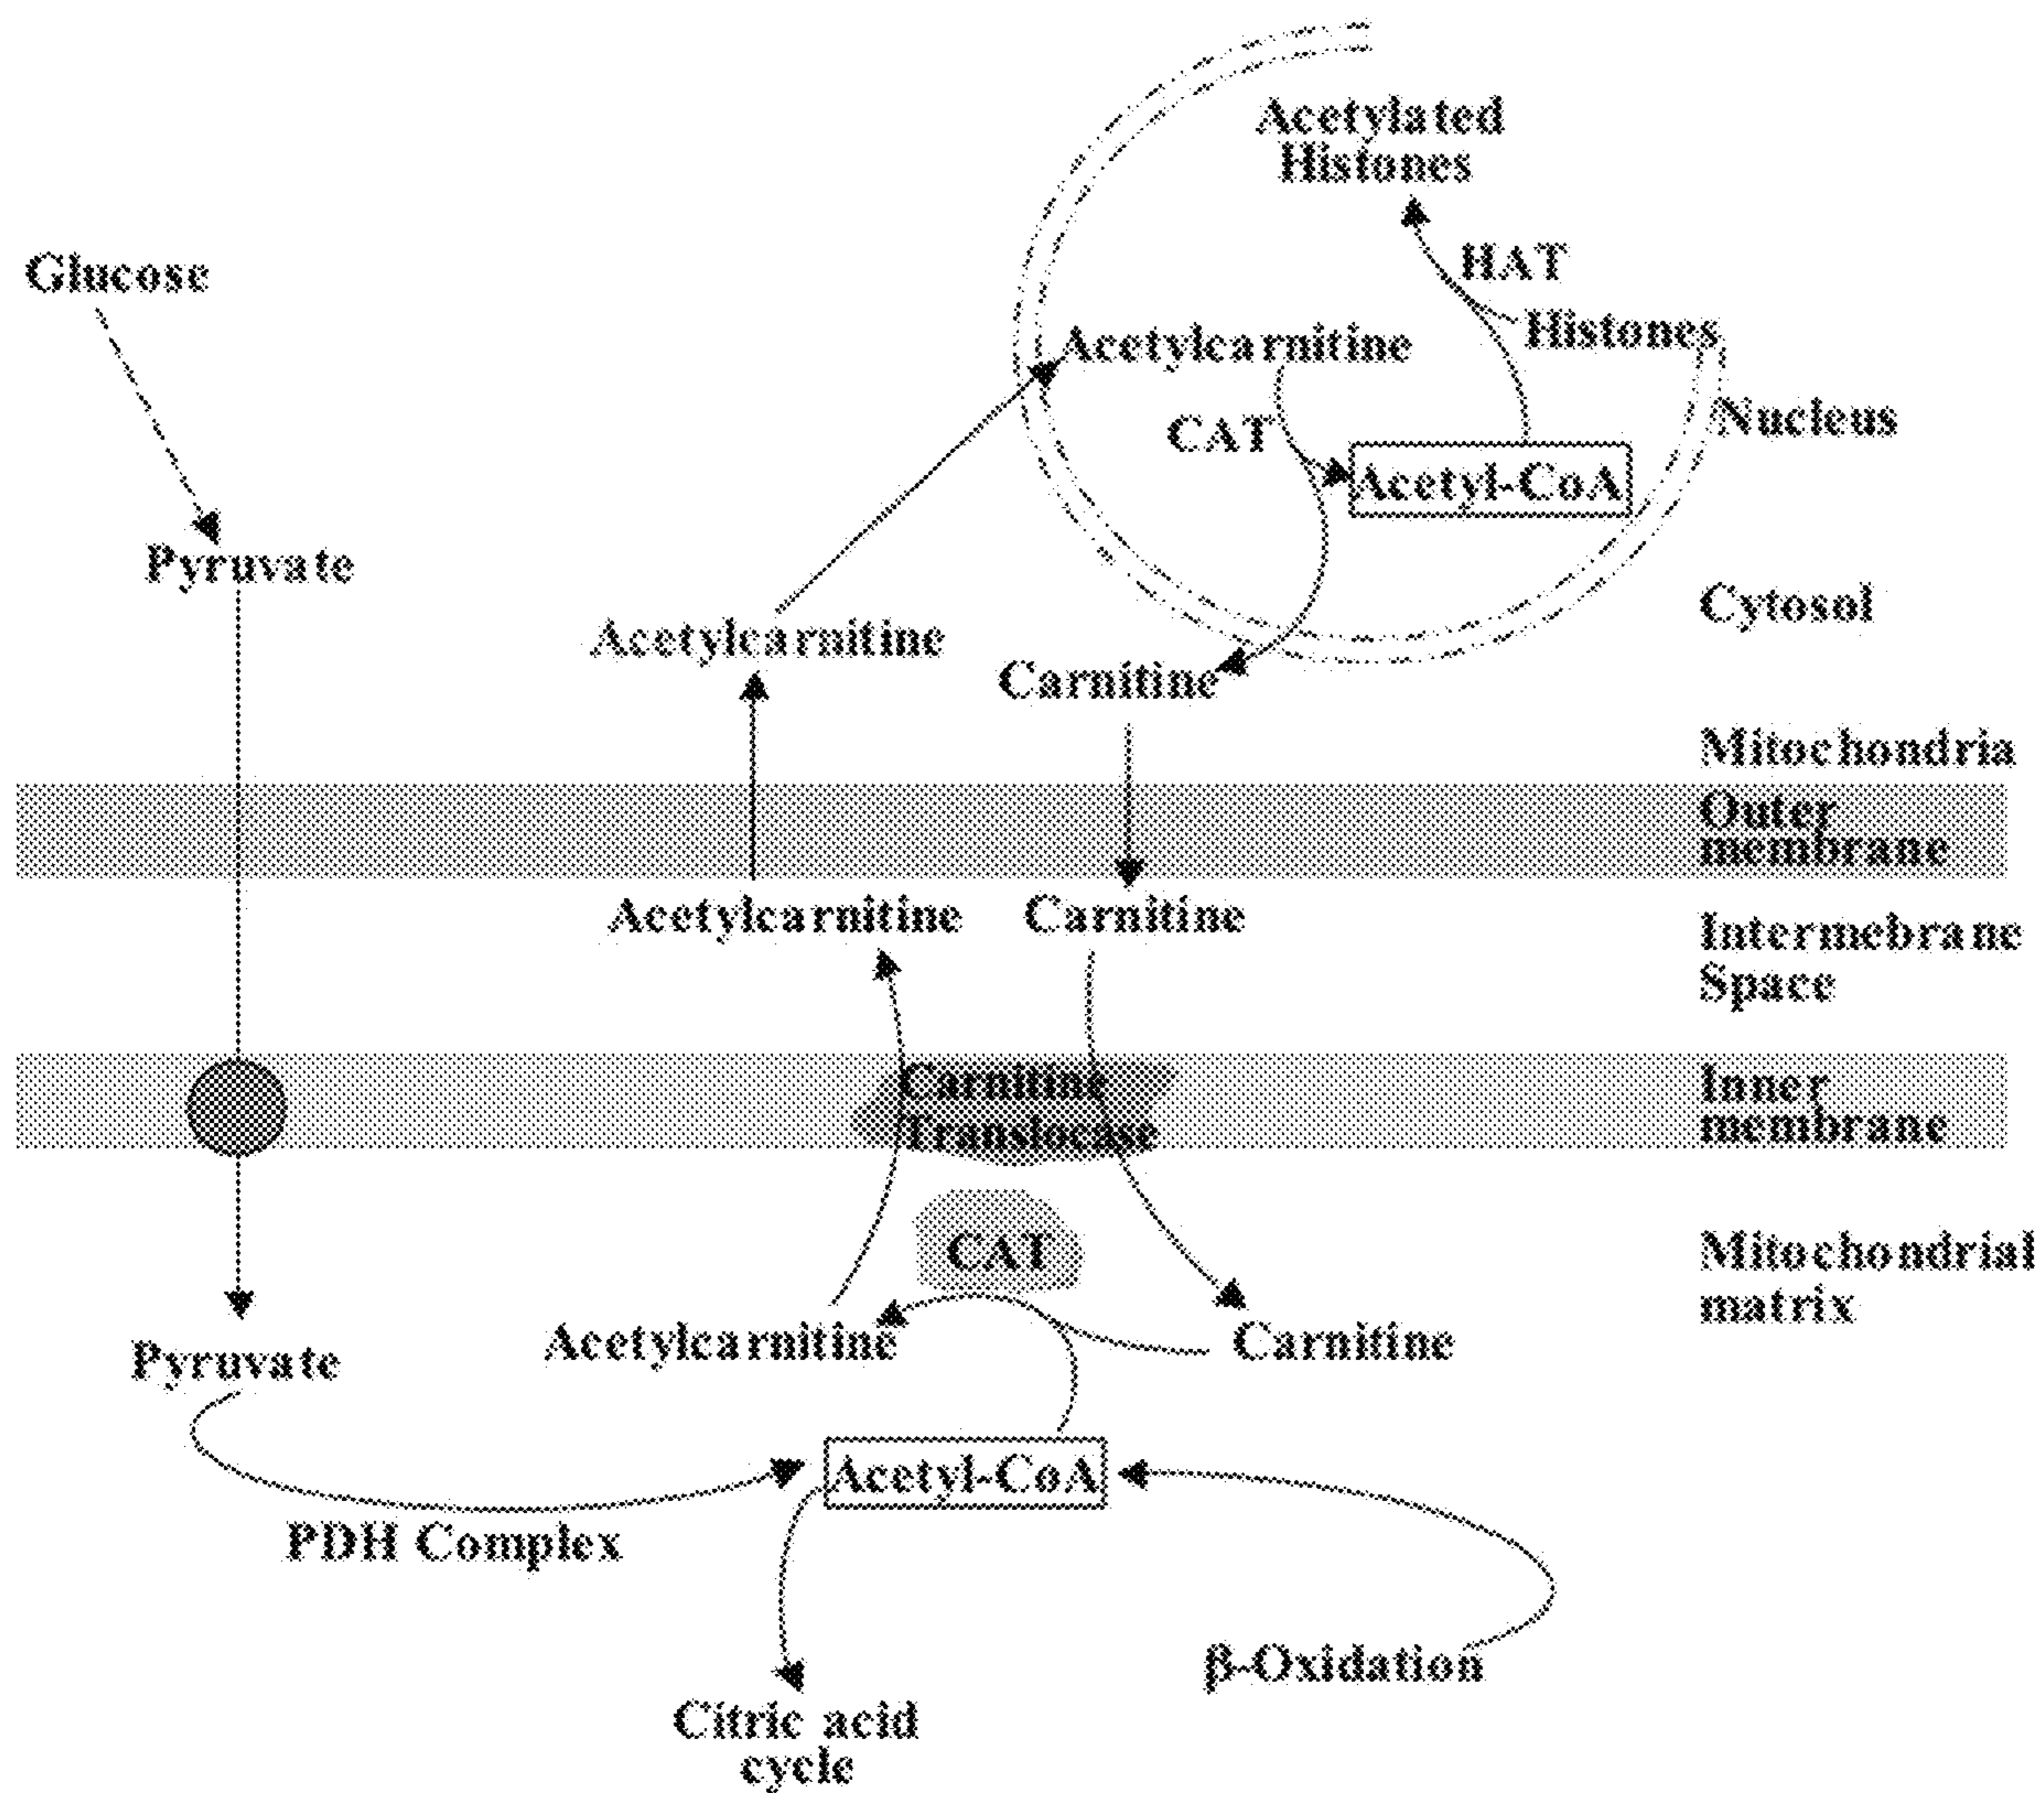 Acetylated
Histones
HAT
Glucose
Histones
Acetylcarnitine
Nucleus
CAT
Acetyl-CoA
Pyruvate
Cytosol
Acetylcarnitine
Carnitine
Mitochondria
Outer
membrane
Acetylcarnitine
Carnitine
Intermebrane
Space
Carnitine
Translocase
Inner
membrane
CAT
Mitochondrial
matrix
Acetylcarnitine
Carnitine
Pyruvate
Acetyl-CoA
PDH Complex
β-Oxidation
Citric acid
cycle